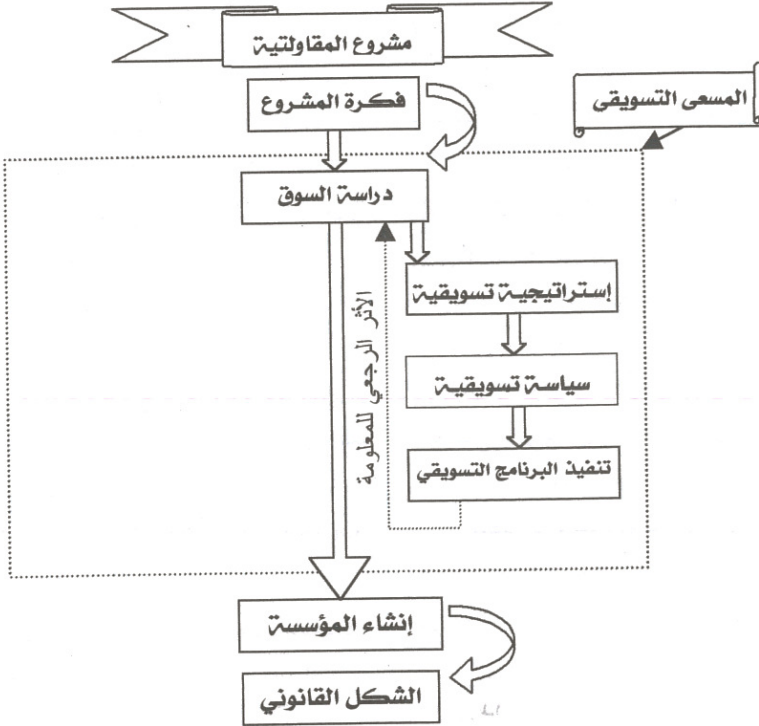 مشروع المقاولتية
فكرة المشروع
المسعى التسويقي
دراسة السوق
إستراتيجية تسويقية
سياسة تسويقية
تنفيذ البرنامج التسويقي
الأثر الرجعي للمعلومة
إنشاء المؤسسة
الشكل القانوني